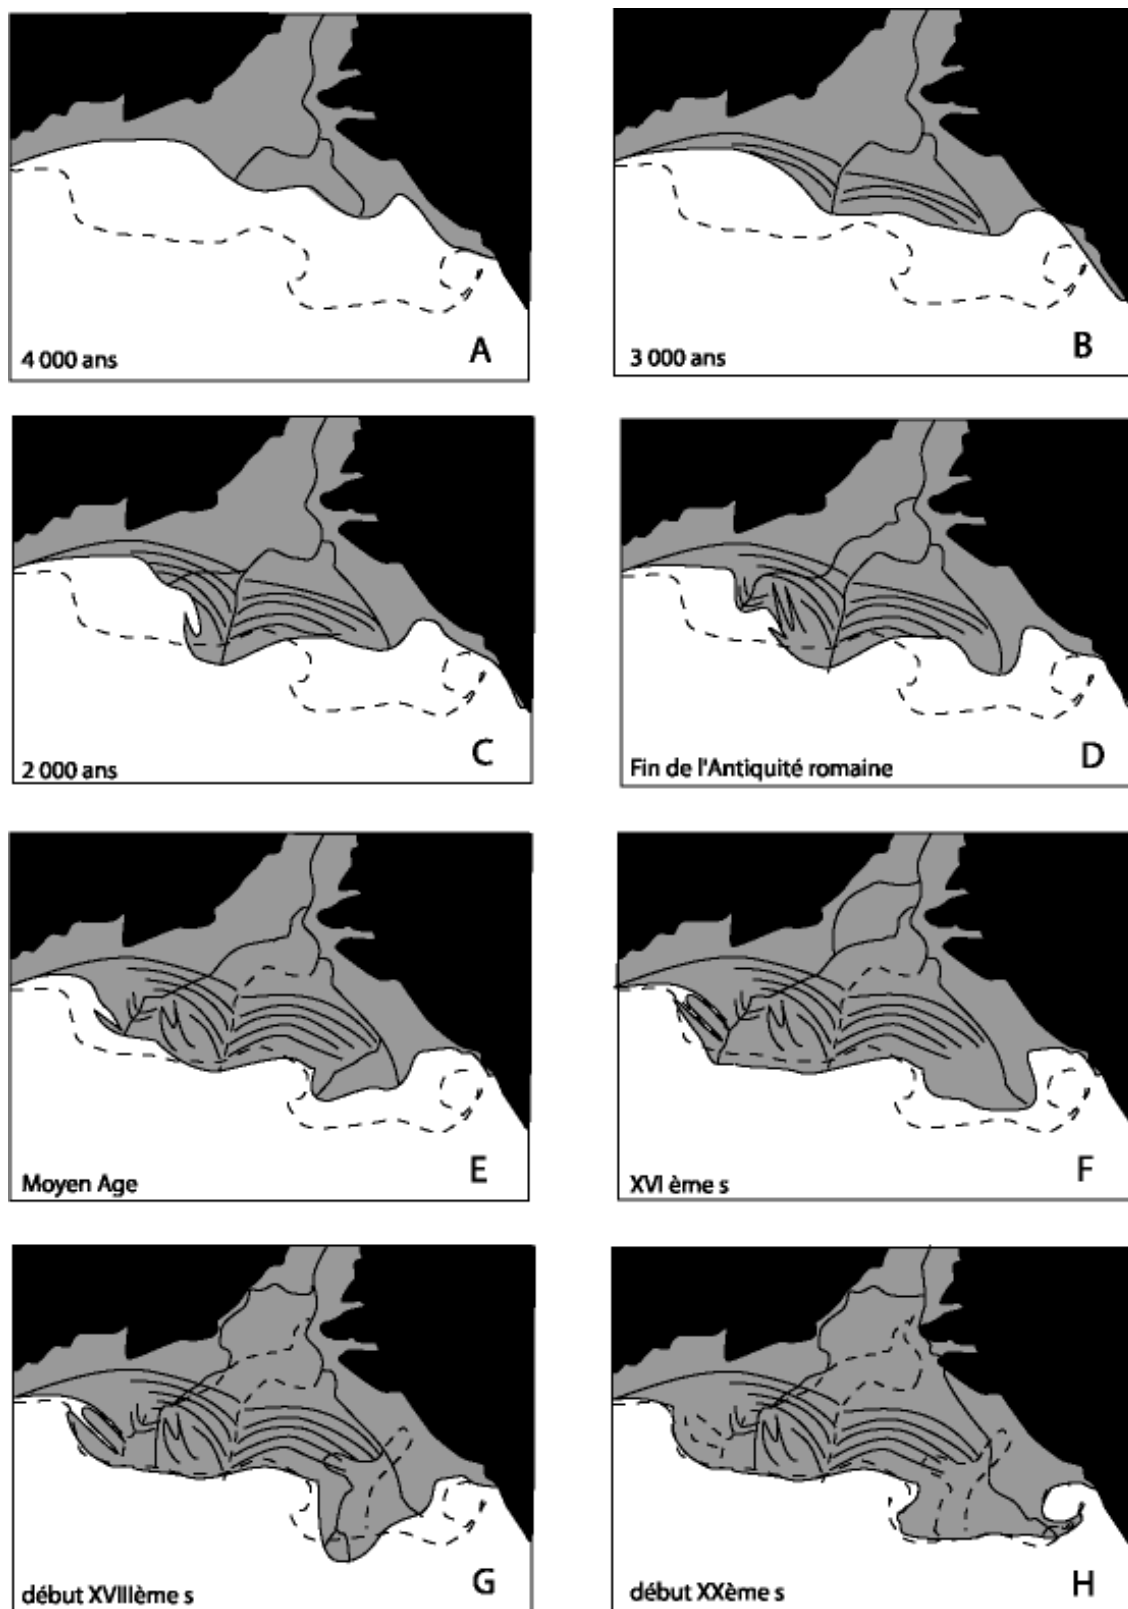 4 000 ans A
3 000 ans B
2 000 ans C
Fin de l'Antiquité romaine D
Moyen Age E
XVI ème s F
début XVIIIème s G
début XXème s H